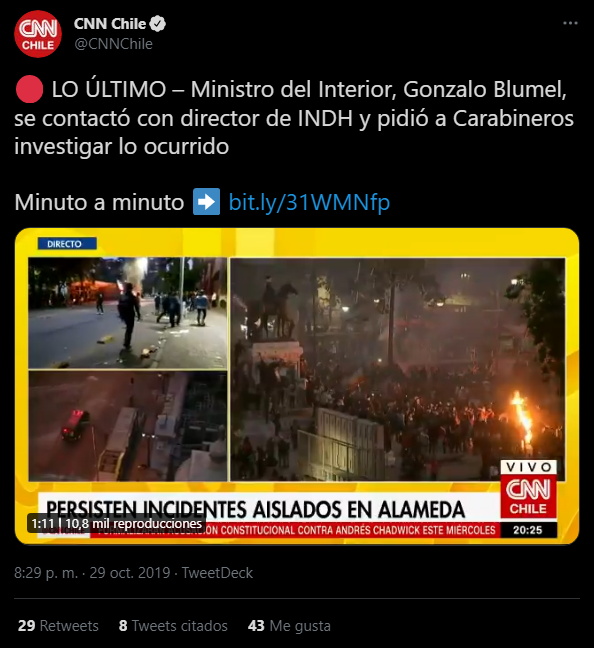 CNN
CHILE
CNN Chile
@CNNChile
LO ÚLTIMO – Ministro del Interior, Gonzalo Blumel,
se contactó con director de INDH y pidió a Carabineros
investigar lo ocurrido
Minuto a minuto ➡ bit.ly/31WMNfp
DIRECTO
VIVO
CNN
CHILE
20:25
PERSISTEN INCIDENTES AISLADOS EN ALAMEDA
1:11 | 10,8 mil reproducciones
CONSTITUCIONAL CONTRA ANDRÉS CHADWICK ESTE MIÉRCOLES
8:29 p. m. · 29 oct. 2019 · TweetDeck
29 Retweets 8 Tweets citados 43 Me gusta